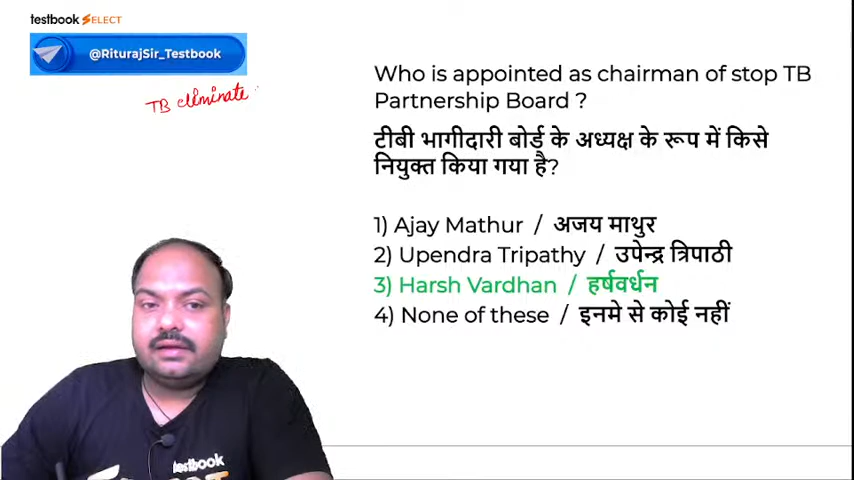 testbook SELECT
@RiturajSir_Testbook
TB eliminate
Who is appointed as chairman of stop TB
Partnership Board ?
टीबी भागीदारी बोर्ड के अध्यक्ष के रूप में किसे
नियुक्त किया गया है?
1) Ajay Mathur / अजय माथुर
2) Upendra Tripathy / उपेन्द्र त्रिपाठी
3) Harsh Vardhan / हर्षवर्धन
4) None of these / इनमे से कोई नहीं
testbook